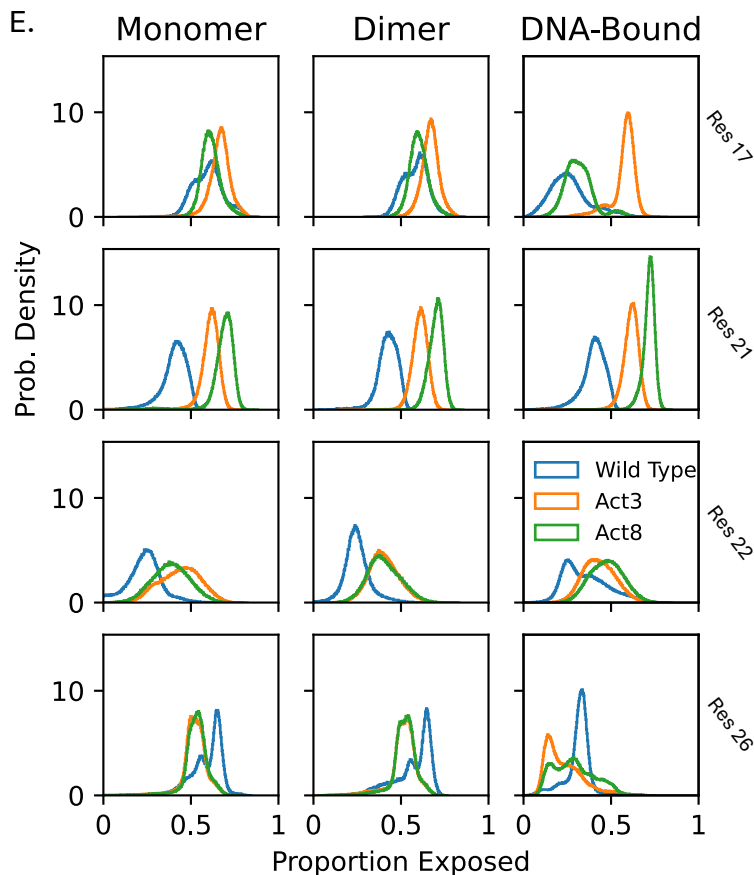 E.
Monomer Dimer DNA-Bound
10
0
Res 17
10
0
Res 21
Prob. Density
10
0
Wild Type
Act3
Act8
Res 22
10
0
Res 26
0 0.5 1 0 0.5 1 0 0.5 1
Proportion Exposed